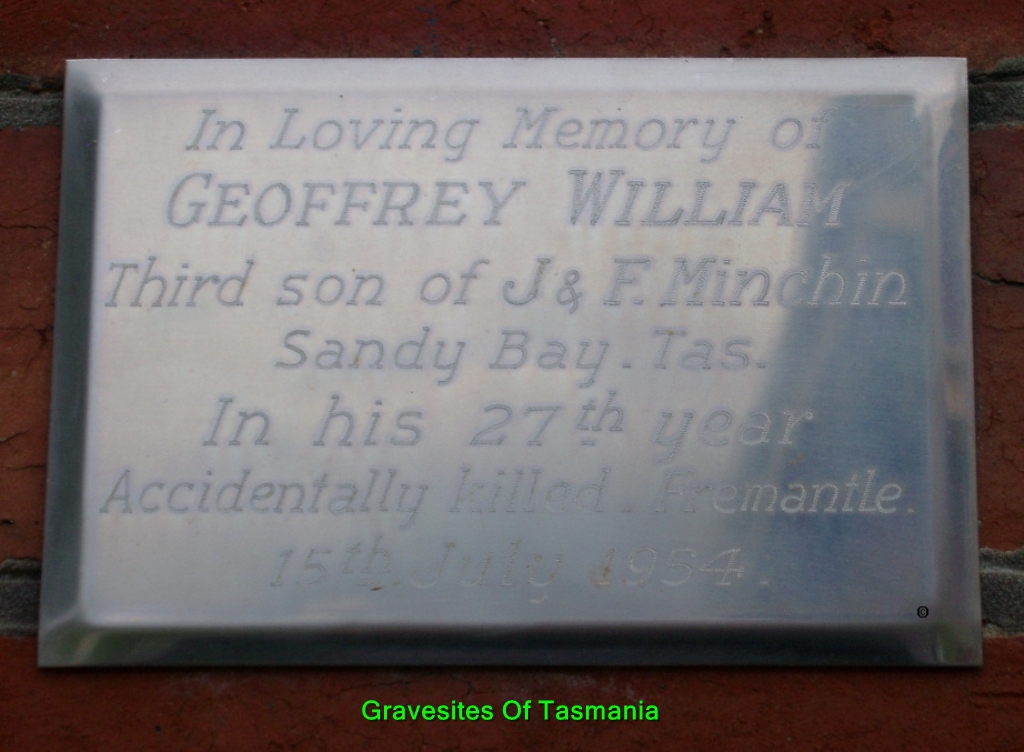 In Loving Memory of
GEOFFREY WILLIAM
Third son of J & F. Minchin
Sandy Bay. Tas.
In his 27th year
Accidentally killed. Fremantle.
15th July 1954.
©
Gravesites Of Tasmania